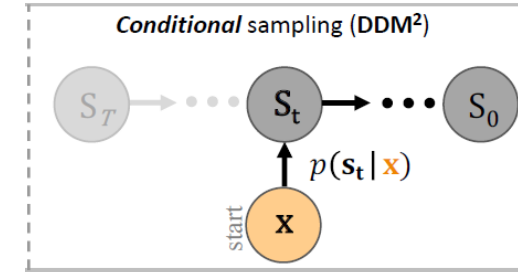 Conditional sampling (DDM²)
S_T S_t S_0
p(s_t|x)
start
x